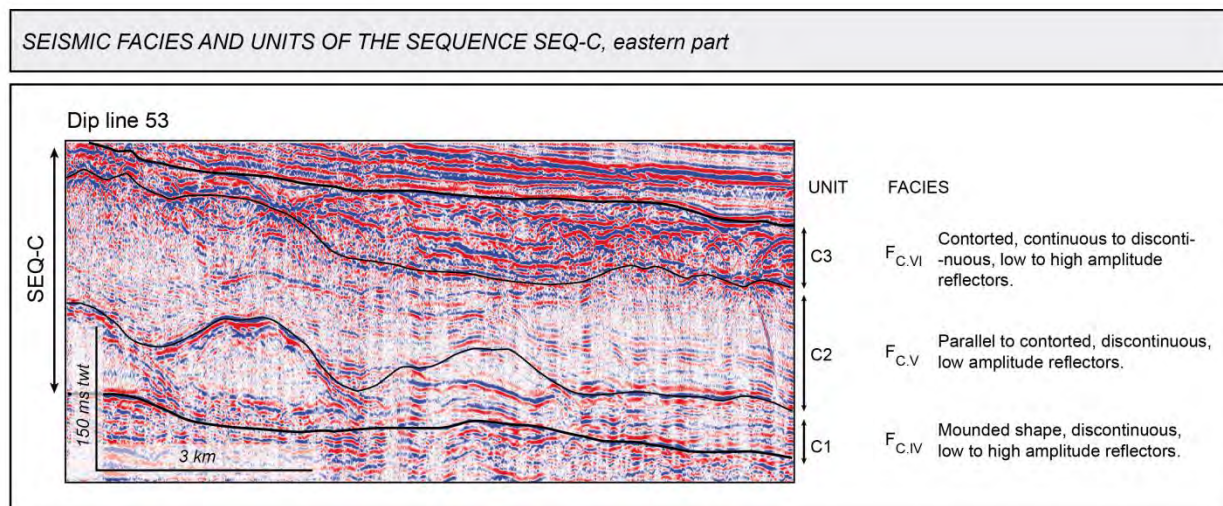 SEISMIC FACIES AND UNITS OF THE SEQUENCE SEQ-C, eastern part
Dip line 53
SEQ-C
150 ms twt
3 km
UNIT FACIES
C3 FC.VI Contorted, continuous to disconti-
-nuous, low to high amplitude
reflectors.
C2 FC.V Parallel to contorted, discontinuous,
low amplitude reflectors.
C1 FC.IV Mounded shape, discontinuous,
low to high amplitude reflectors.